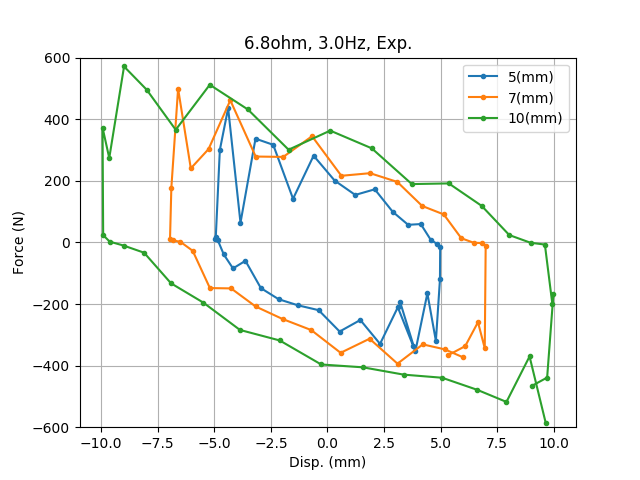 6.8ohm, 3.0Hz, Exp.
5(mm)
7(mm)
10(mm)
Force (N)
600
400
200
0
−200
−400
−600
−10.0 −7.5 −5.0 −2.5 0.0 2.5 5.0 7.5 10.0
Disp. (mm)